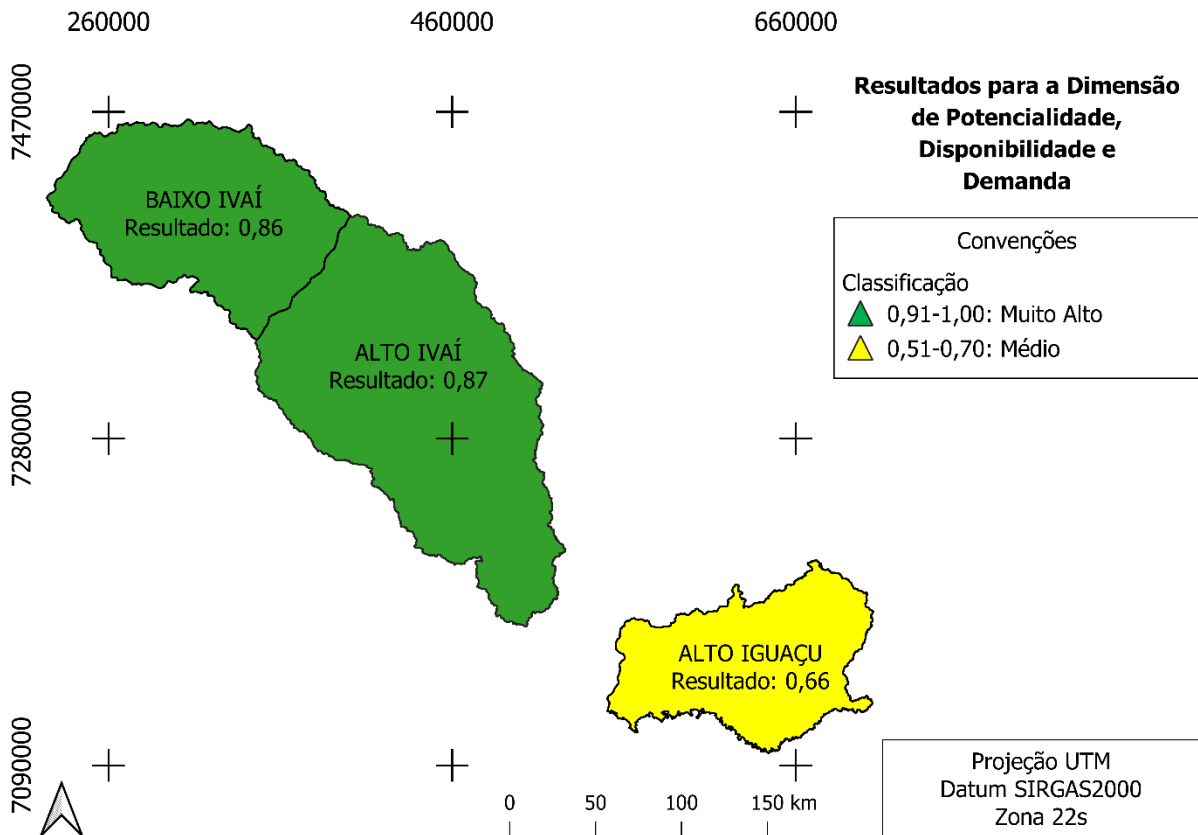 260000
460000
660000
Resultados para a Dimensão
de Potencialidade,
Disponibilidade e
Demanda
7470000
BAIXO IVAÍ
Resultado: 0,86
Convenções
Classificação
0,91-1,00: Muito Alto
0,51-0,70: Médio
ALTO IVAÍ
Resultado: 0,87
7280000
ALTO IGUAÇU
Resultado: 0,66
7090000
Projeção UTM
Datum SIRGAS2000
Zona 22s
0 50 100 150 km